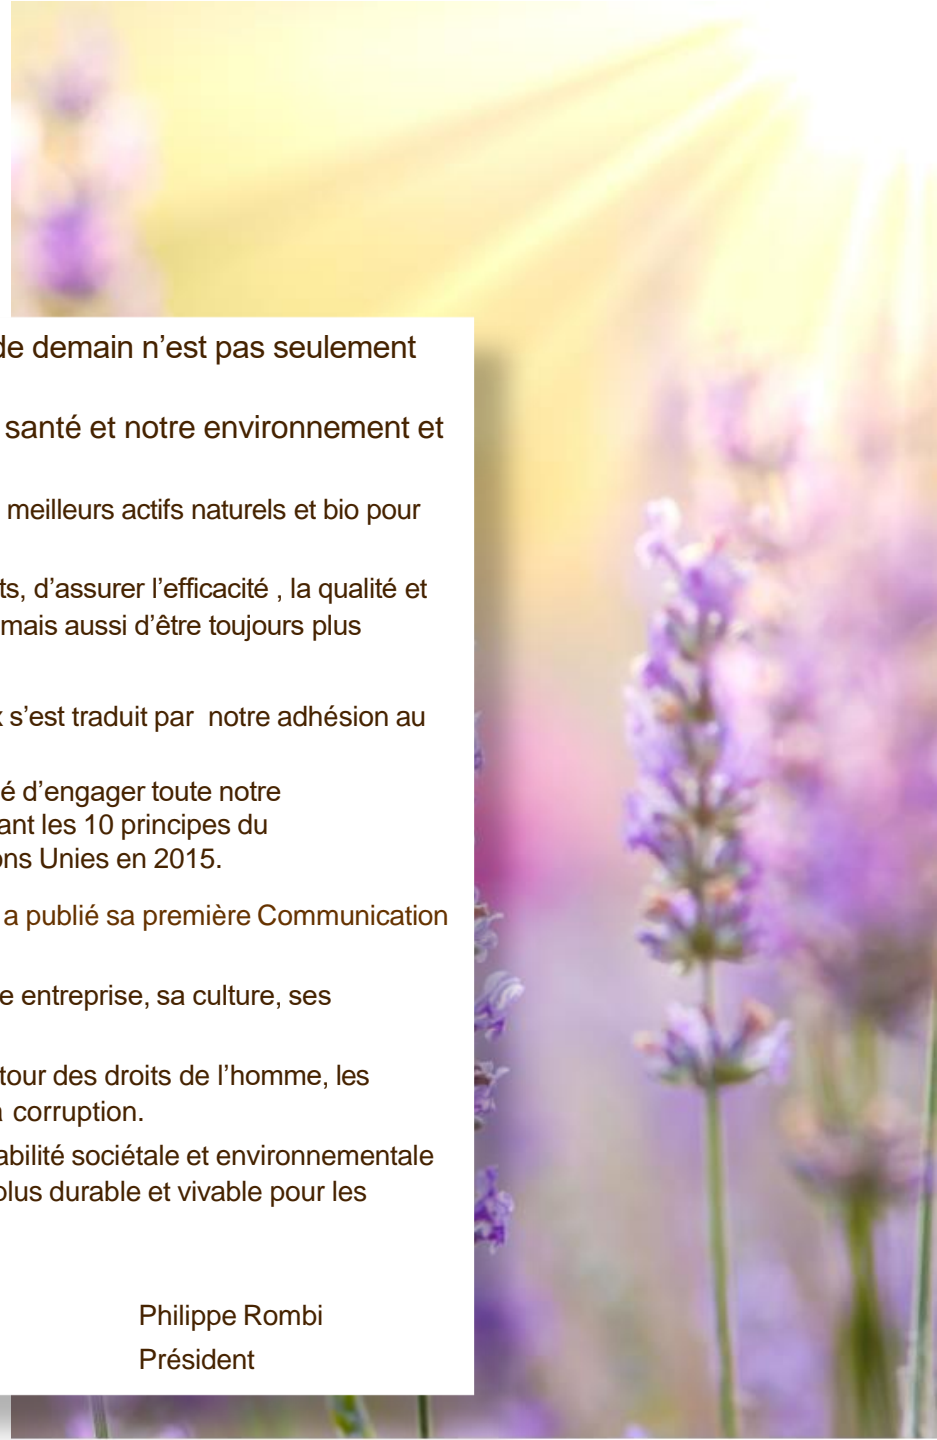 de demain n’est pas seulement
santé et notre environnement et
meilleurs actifs naturels et bio pour
ts, d’assurer l’efficacité , la qualité et
mais aussi d’être toujours plus
x s’est traduit par notre adhésion au
é d’engager toute notre
ant les 10 principes du
ons Unies en 2015.
a publié sa première Communication
e entreprise, sa culture, ses
tour des droits de l’homme, les
a corruption.
abilité sociétale et environnementale
plus durable et vivable pour les
Philippe Rombi
Président